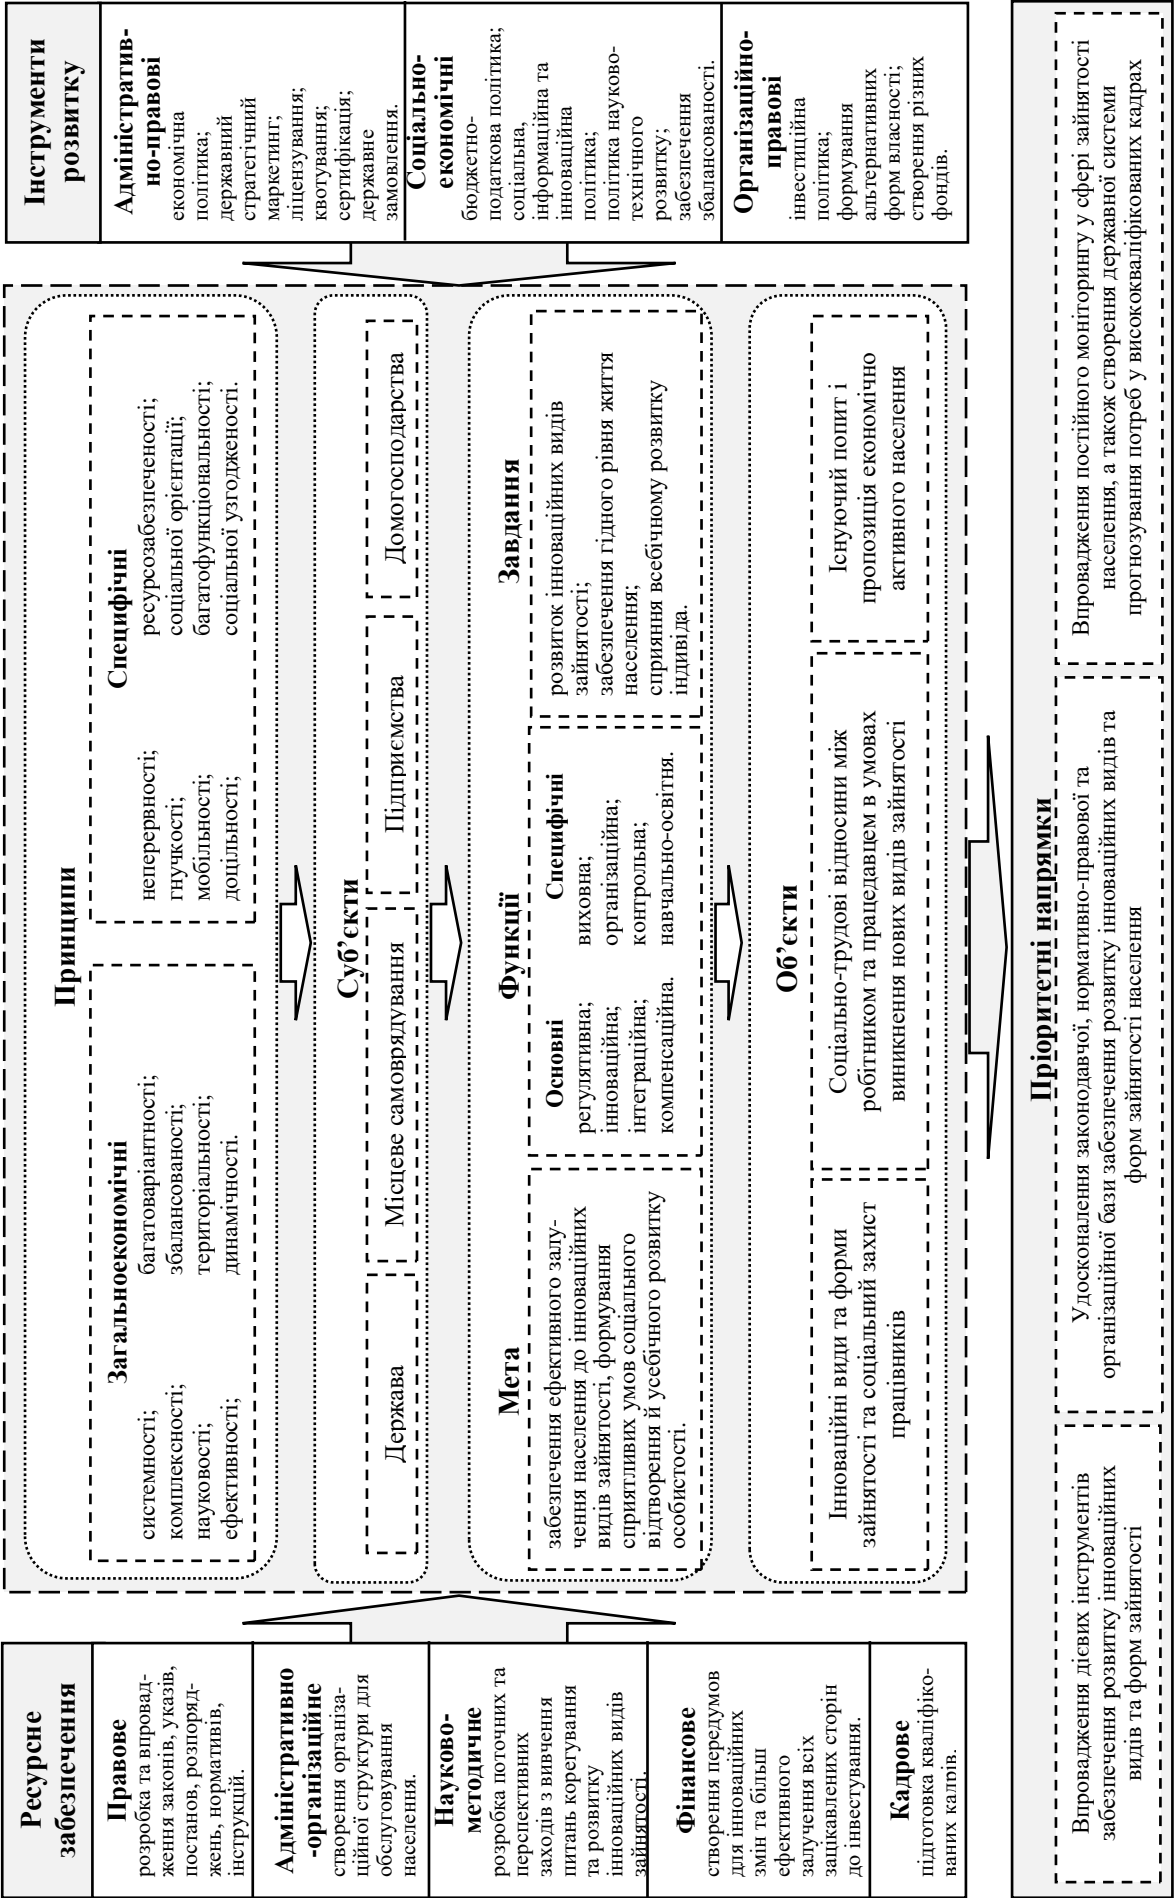 Ресурсне
забезпечення
Правове
розробка та впровад-
ження законів, указів,
постанов, розпоряд-
жень, нормативів,
інструкцій.
Адміністративно
-організаційне
створення організа-
ційної структури для
обслуговування
населення.
Науково-
методичне
розробка поточних та
перспективних
заходів з вивчення
питань корегування
та розвитку
інноваційних видів
зайнятості.
Фінансове
створення передумов
для інноваційних
змін та більш
ефективного
залучення всіх
зацікавлених сторін
до інвестування.
Кадрове
підготовка кваліфіко-
ваних кадрів.
Принципи
Загальноекономічні
системності;
комплексності;
науковості;
ефективності;
багатоваріантності;
збалансованості;
територіальності;
динамічності.
Специфічні
неперервності;
гнучкості;
мобільності;
доцільності;
ресурсозабезпеченості;
соціальної орієнтації;
багатофункціональності;
соціальної узгодженості.
Суб’єкти
Держава
Місцеве самоврядування
Підприємства
Домогосподарства
Мета
забезпечення ефективного залу-
чення населення до інноваційних
видів зайнятості, формування
сприятливих умов соціального
відтворення й усебічного розвитку
особистості.
Функції
Основні
регулятивна;
інноваційна;
інтеграційна;
компенсаційна.
Специфічні
виховна;
організаційна;
контрольна;
навчально-освітня.
Завдання
розвиток інноваційних видів
зайнятості;
забезпечення гідного рівня життя
населення;
сприяння всебічному розвитку
індивіда.
Об’єкти
Інноваційні види та форми
зайнятості та соціальний захист
працівників
Соціально-трудові відносини між
робітником та працедавцем в умовах
виникнення нових видів зайнятості
Існуючий попит і
пропозиція економічно
активного населення
Інструменти
розвитку
Адміністратив-
но-правові
економічна
політика;
державний
стратегічний
маркетинг;
ліцензування;
квотування;
сертифікація;
державне
замовлення.
Соціально-
економічні
бюджетно-
податкова політика;
соціальна,
інформаційна та
інноваційна
політика;
політика науково-
технічного
розвитку;
забезпечення
збалансованості.
Організаційно-
правові
інвестиційна
політика;
формування
альтернативних
форм власності;
створення різних
фондів.
Пріоритетні напрямки
Впровадження дієвих інструментів
забезпечення розвитку інноваційних
видів та форм зайнятості
Удосконалення законодавчої, нормативно-правової та
організаційної бази забезпечення розвитку інноваційних видів та
форм зайнятості населення
Впровадження постійного моніторингу у сфері зайнятості
населення, а також створення державної системи
прогнозування потреб у висококваліфікованих кадрах